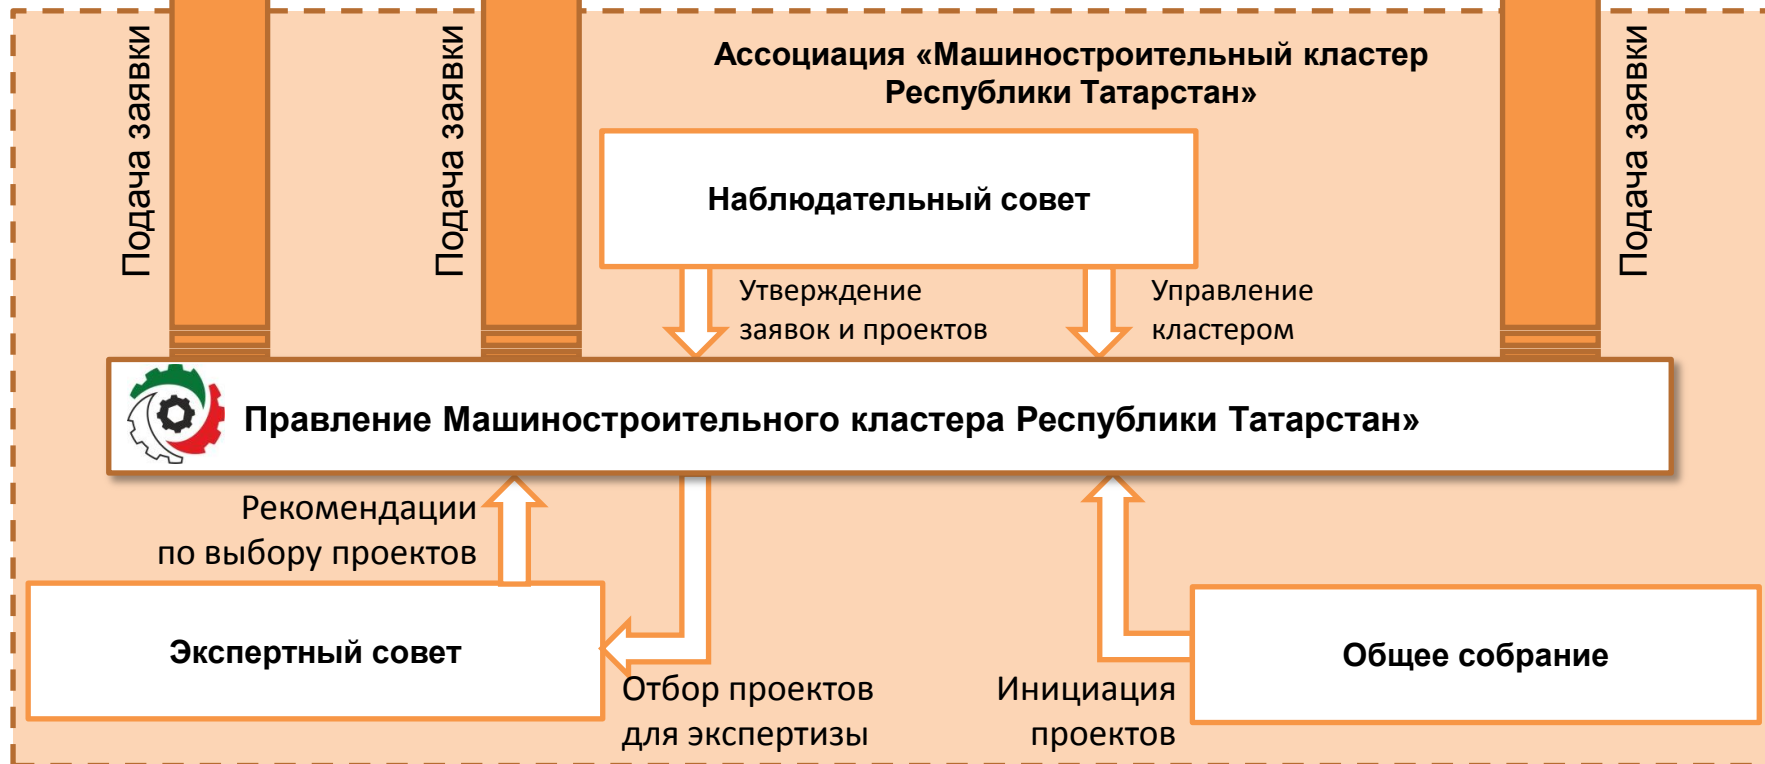 Подача заявки
Подача заявки
Ассоциация «Машиностроительный кластер
Республики Татарстан»
Подача заявки
Наблюдательный совет
Утверждение
заявок и проектов
Управление
кластером
Правление Машиностроительного кластера Республики Татарстан»
Рекомендации
по выбору проектов
Экспертный совет
Отбор проектов
для экспертизы
Инициация
проектов
Общее собрание